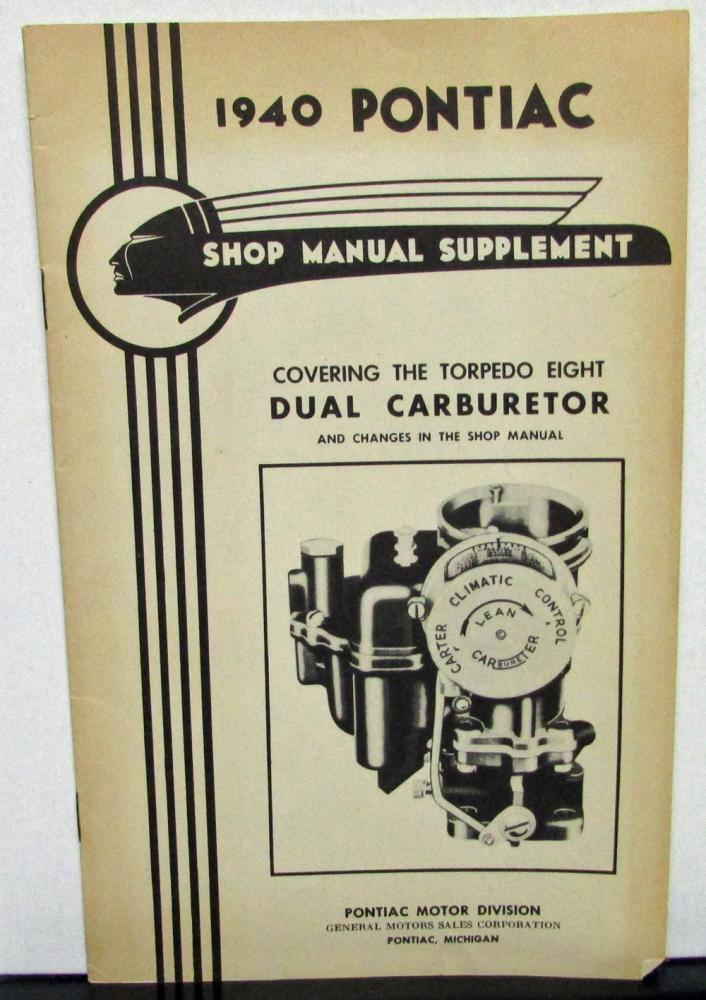 1940 PONTIAC
SHOP MANUAL SUPPLEMENT
COVERING THE TORPEDO EIGHT
DUAL CARBURETOR
AND CHANGES IN THE SHOP MANUAL
CARTER CLIMATIC CONTROL
LEAN
©
CARBURETER
PONTIAC MOTOR DIVISION
GENERAL MOTORS SALES CORPORATION
PONTIAC, MICHIGAN